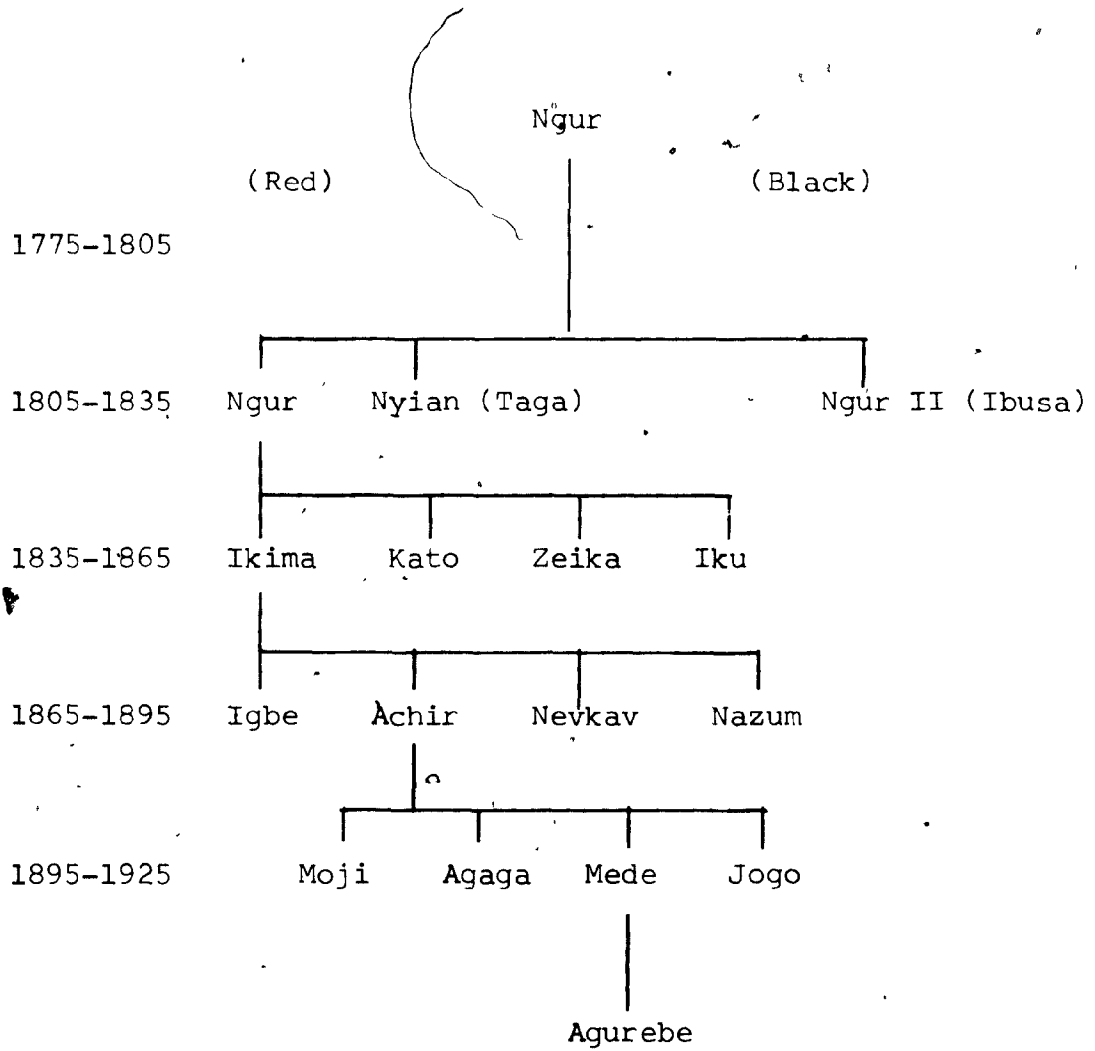 Ngur
(Red) (Black)
1775-1805
1805-1835 Ngur Nyian (Taga) Ngur II (Ibusa)
1835-1865 Ikima Kato Zeika Iku
1865-1895 Igbe Achir Nevkav Nazum
1895-1925 Moji Agaga Mede Jogo
Agurebe